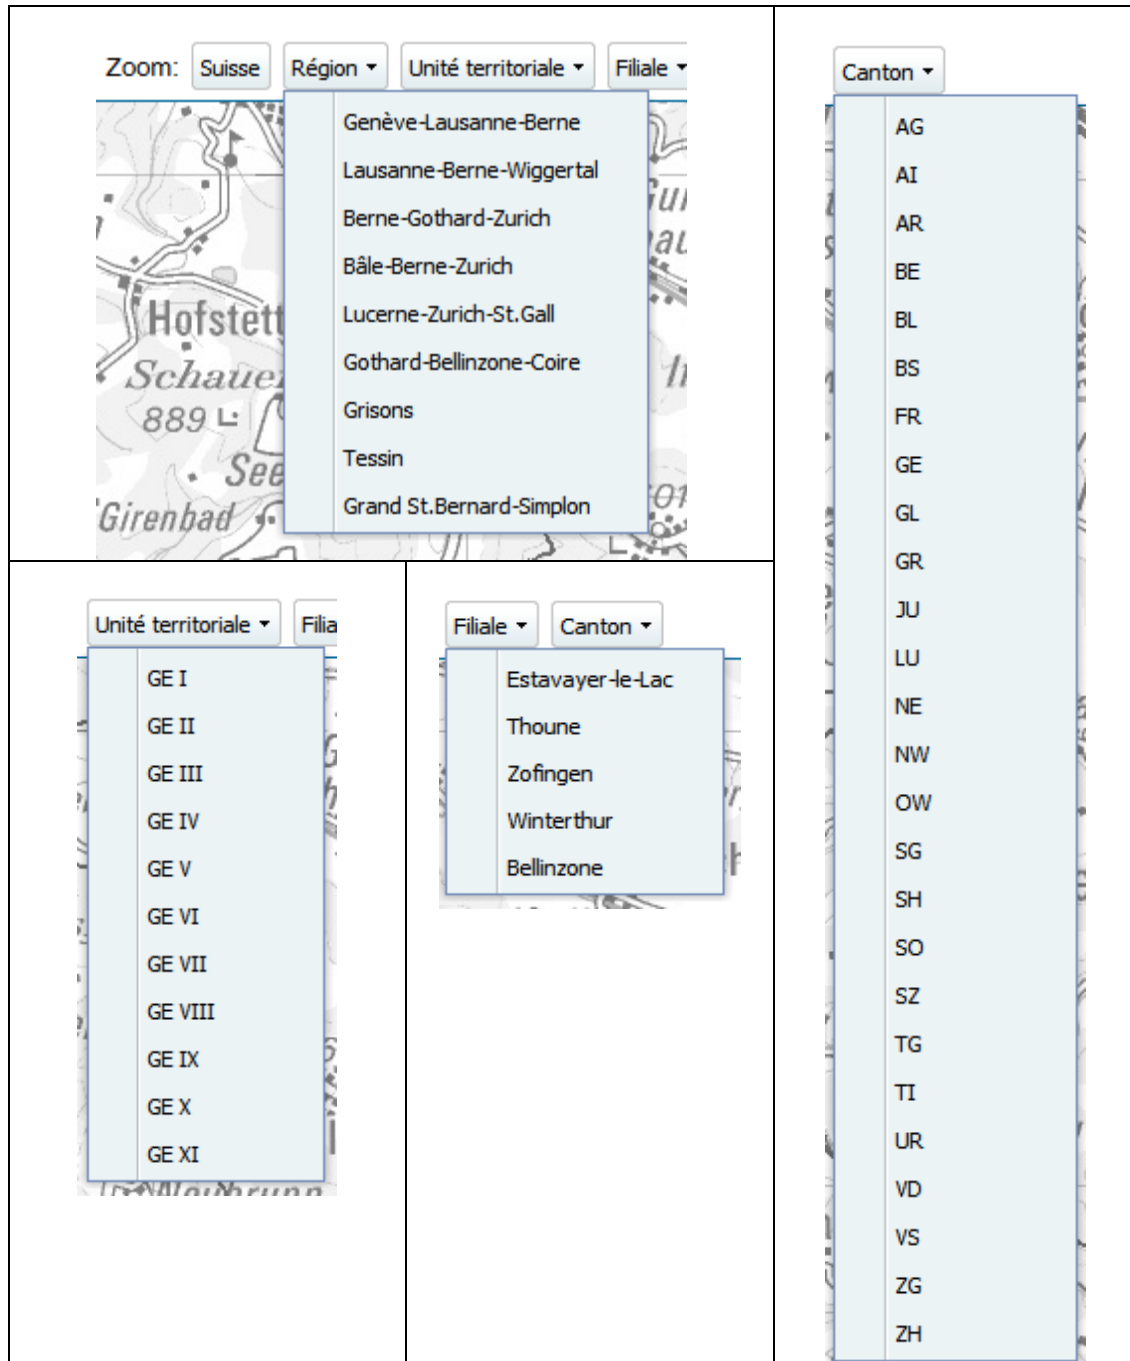 Zoom: Suisse Région Unité territoriale Filiale
Genève-Lausanne-Berne
Lausanne-Berne-Wiggertal
Berne-Gothard-Zurich
Bâle-Berne-Zurich
Lucerne-Zurich-St.Gall
Gothard-Bellinzone-Coire
Grisons
Tessin
Grand St.Bernard-Simplon
Hofstett
Schaue
889
See
Girenbad
Canton
AG
AI
AR
BE
BL
BS
FR
GE
GL
GR
JU
LU
NE
NW
OW
SG
SH
SO
SZ
TG
TI
UR
VD
VS
ZG
ZH
Unité territoriale Filia
GE I
GE II
GE III
GE IV
GE V
GE VI
GE VII
GE VIII
GE IX
GE X
GE XI
Filiale Canton
Estavayer-le-Lac
Thoune
Zofingen
Winterthur
Bellinzone